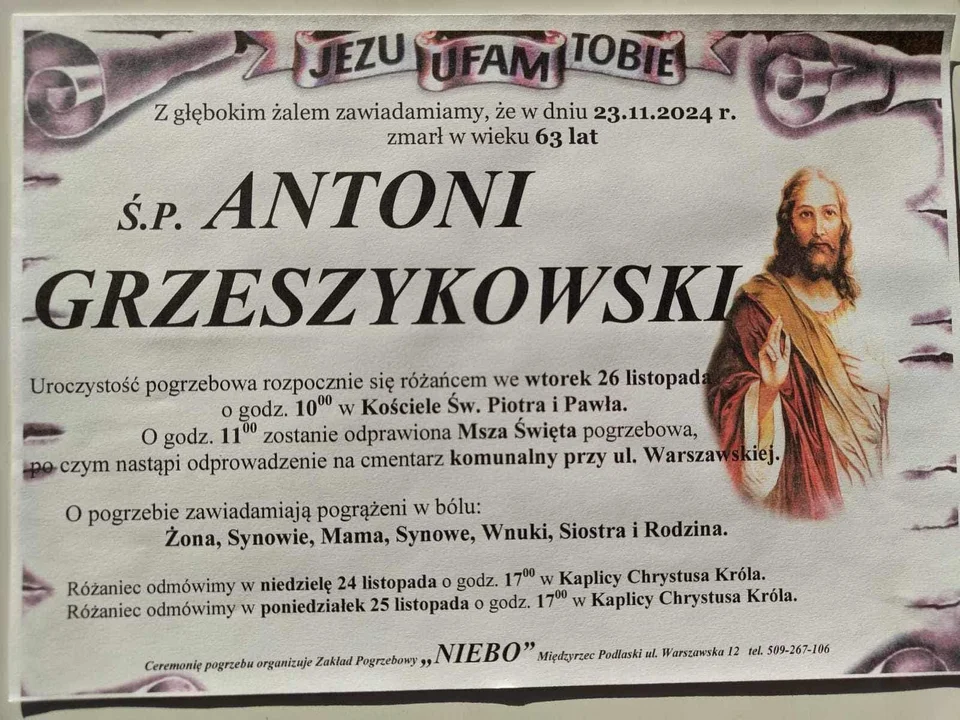 JEZU UFAM TOBIE
Z głębokim żalem zawiadamiamy, że w dniu 23.11.2024 r.
zmarł w wieku 63 lat
Ś.P. ANTONI
GRZESZYKOWSKI
Uroczystość pogrzebowa rozpocznie się różańcem we wtorek 26 listopada
o godz. 10⁰⁰ w Kościele Św. Piotra i Pawła.
O godz. 11⁰⁰ zostanie odprawiona Msza Święta pogrzebowa,
po czym nastąpi odprowadzenie na cmentarz komunalny przy ul. Warszawskiej.
O pogrzebie zawiadamiają pogrążeni w bólu:
Żona, Synowie, Mama, Synowe, Wnuki, Siostra i Rodzina.
Różaniec odmówimy w niedzielę 24 listopada o godz. 17⁰⁰ w Kaplicy Chrystusa Króla.
Różaniec odmówimy w poniedziałek 25 listopada o godz. 17⁰⁰ w Kaplicy Chrystusa Króla.
Ceremonię pogrzebu organizuje Zakład Pogrzebowy „NIEBO” Międzyrzec Podlaski ul. Warszawska 12 tel. 509-267-106